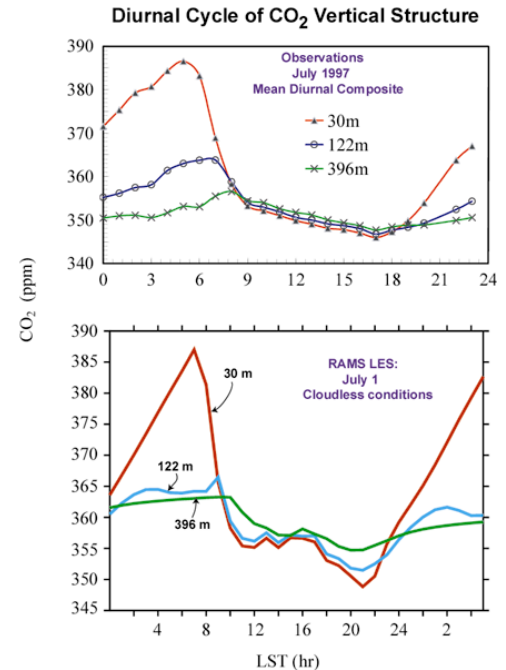 Diurnal Cycle of CO2 Vertical Structure
390
380
370
360
350
340
Observations
July 1997
Mean Diurnal Composite
30m
122m
396m
0 3 6 9 12 15 18 21 24
CO2 (ppm)
390
385
380
375
370
365
360
355
350
345
RAMS LES:
July 1
Cloudless conditions
30 m
122 m
396 m
4 8 12 16 20 24 2
LST (hr)